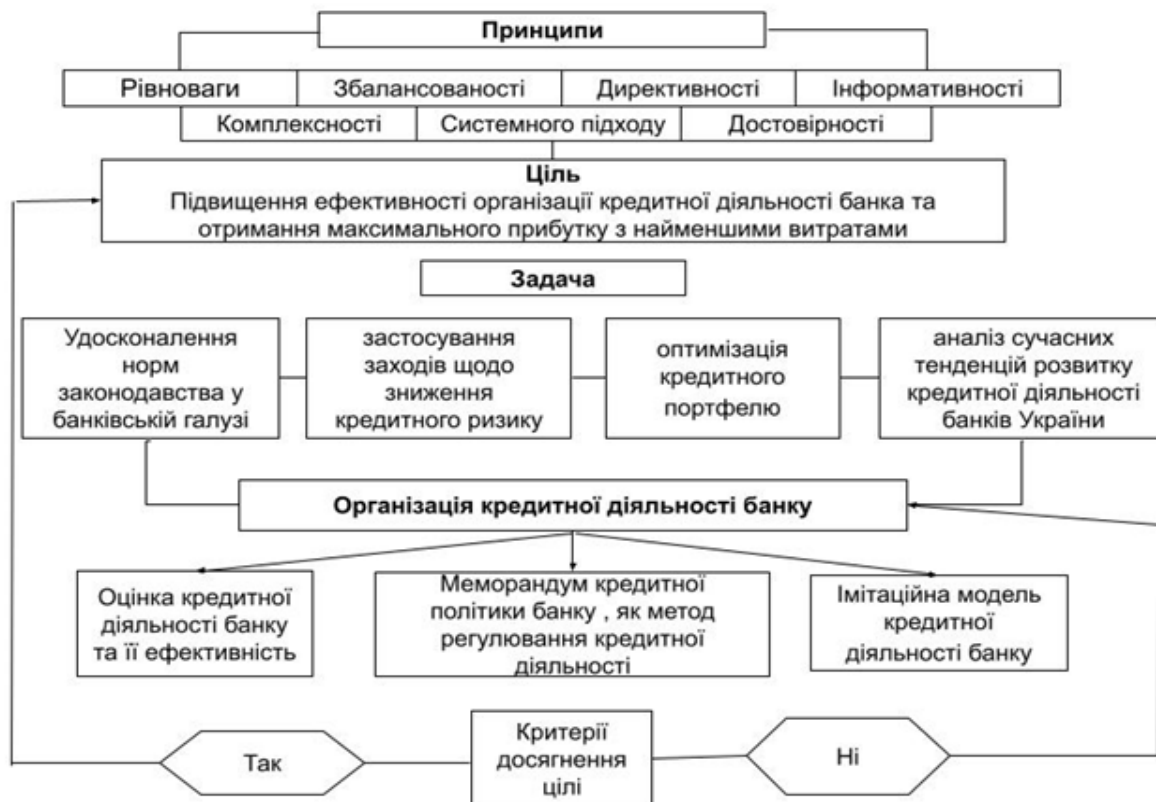 Принципи
Рівноваги
Збалансованості
Директивності
Інформативності
Комплексності
Системного підходу
Достовірності
Ціль
Підвищення ефективності організації кредитної діяльності банка та
отримання максимального прибутку з найменшими витратами
Задача
Удосконалення
норм
законодавства у
банківській галузі
застосування
заходів щодо
зниження
кредитного ризику
оптимізація
кредитного
портфелю
аналіз сучасних
тенденцій розвитку
кредитної діяльності
банків України
Організація кредитної діяльності банку
Оцінка кредитної
діяльності банку
та її ефективність
Меморандум кредитної
політики банку , як метод
регулювання кредитної
діяльності
Імітаційна модель
кредитної
діяльності банку
Так
Критерії
досягнення
цілі
Ні